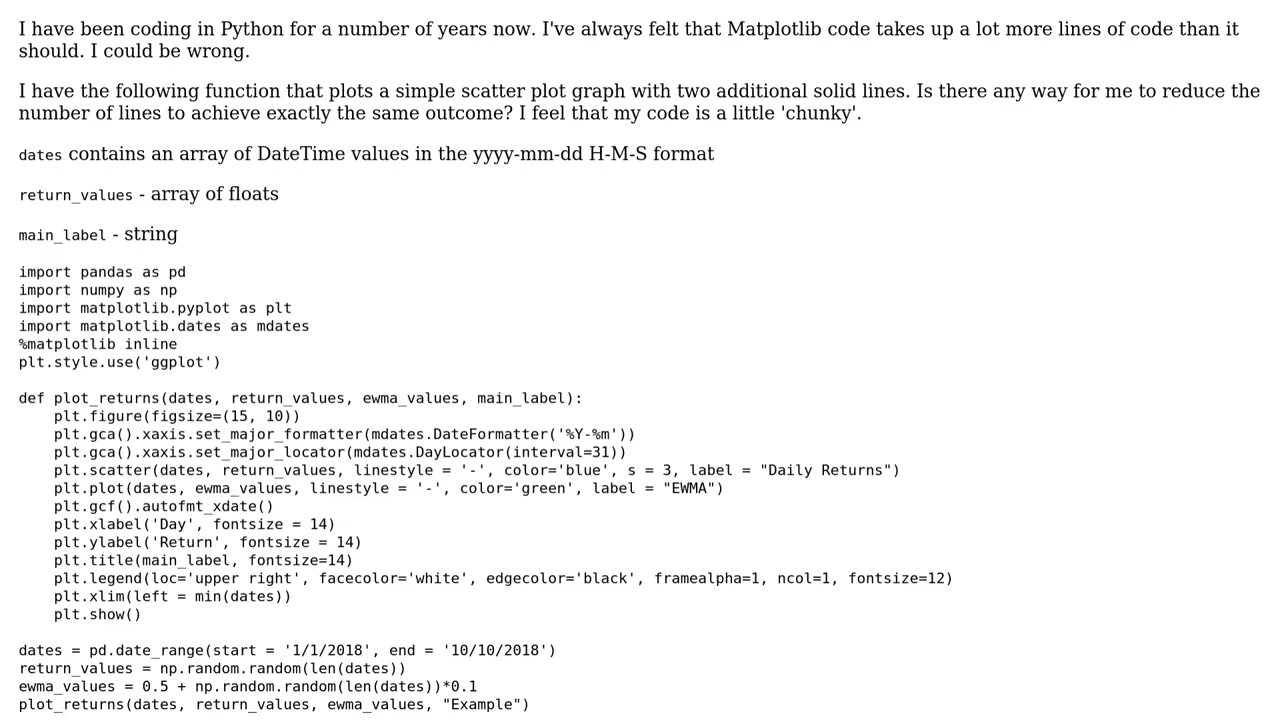 I have been coding in Python for a number of years now. I've always felt that Matplotlib code takes up a lot more lines of code than it
should. I could be wrong.
I have the following function that plots a simple scatter plot graph with two additional solid lines. Is there any way for me to reduce the
number of lines to achieve exactly the same outcome? I feel that my code is a little 'chunky'.
dates contains an array of DateTime values in the yyyy-mm-dd H-M-S format
return_values - array of floats
main_label - string
import pandas as pd
import numpy as np
import matplotlib.pyplot as plt
import matplotlib.dates as mdates
%matplotlib inline
plt.style.use('ggplot')
def plot_returns(dates, return_values, ewma_values, main_label):
    plt.figure(figsize=(15, 10))
    plt.gca().xaxis.set_major_formatter(mdates.DateFormatter('%Y-%m'))
    plt.gca().xaxis.set_major_locator(mdates.DayLocator(interval=31))
    plt.scatter(dates, return_values, linestyle = '-', color='blue', s = 3, label = "Daily Returns")
    plt.plot(dates, ewma_values, linestyle = '-', color='green', label = "EWMA")
    plt.gcf().autofmt_xdate()
    plt.xlabel('Day', fontsize = 14)
    plt.ylabel('Return', fontsize = 14)
    plt.title(main_label, fontsize=14)
    plt.legend(loc='upper right', facecolor='white', edgecolor='black', framealpha=1, ncol=1, fontsize=12)
    plt.xlim(left = min(dates))
    plt.show()
dates = pd.date_range(start = '1/1/2018', end = '10/10/2018')
return_values = np.random.random(len(dates))
ewma_values = 0.5 + np.random.random(len(dates))*0.1
plot_returns(dates, return_values, ewma_values, "Example")